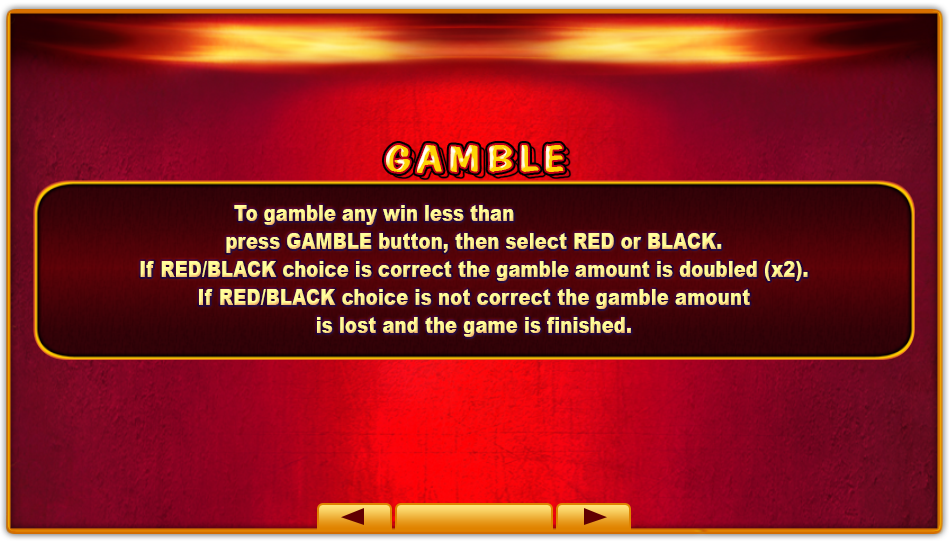 GAMBLE
To gamble any win less than
press GAMBLE button, then select RED or BLACK.
If RED/BLACK choice is correct the gamble amount is doubled (x2).
If RED/BLACK choice is not correct the gamble amount
is lost and the game is finished.